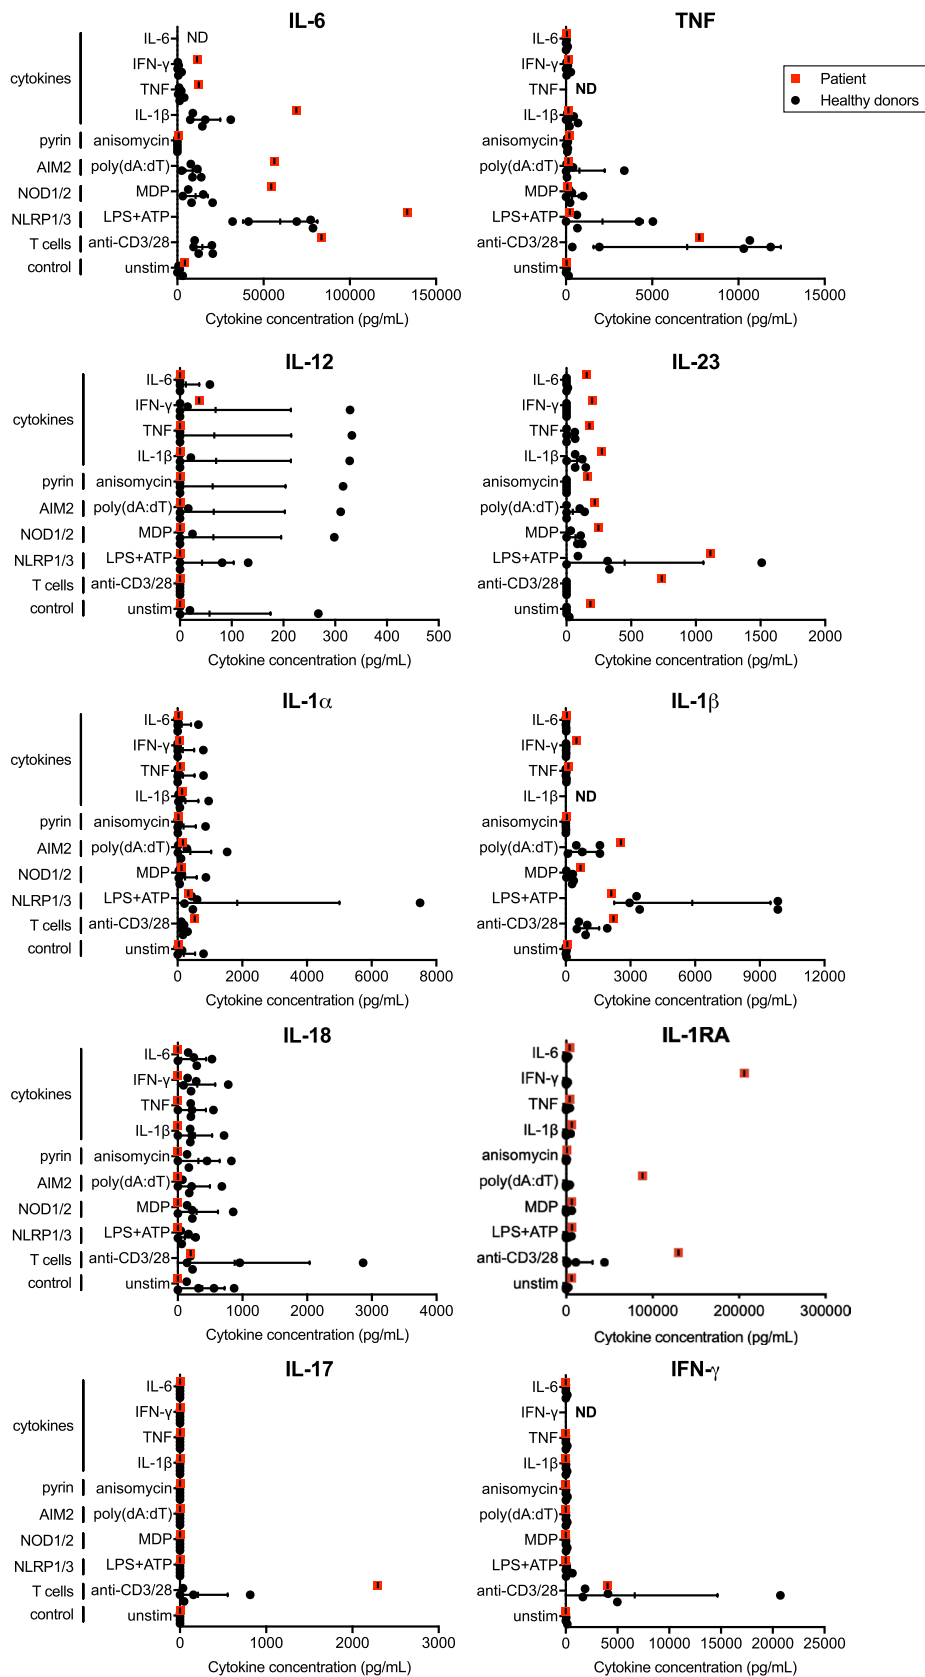 IL-6
TNF
cytokines
pyrin
AIM2
NOD1/2
NLRP1/3
T cells
control
IL-6
IFN-γ
TNF
IL-1β
anisomycin
poly(dA:dT)
MDP
LPS+ATP
anti-CD3/28
unstim
ND
0 50000 100000 150000
Cytokine concentration (pg/mL)
IL-6
IFN-γ
TNF
IL-1β
anisomycin
poly(dA:dT)
MDP
LPS+ATP
anti-CD3/28
unstim
ND
0 5000 10000 15000
Cytokine concentration (pg/mL)
Patient
Healthy donors
IL-12
IL-23
cytokines
pyrin
AIM2
NOD1/2
NLRP1/3
T cells
control
IL-6
IFN-γ
TNF
IL-1β
anisomycin
poly(dA:dT)
MDP
LPS+ATP
anti-CD3/28
unstim
0 100 200 300 400 500
Cytokine concentration (pg/mL)
IL-6
IFN-γ
TNF
IL-1β
anisomycin
poly(dA:dT)
MDP
LPS+ATP
anti-CD3/28
unstim
0 500 1000 1500 2000
Cytokine concentration (pg/mL)
IL-1α
IL-1β
cytokines
pyrin
AIM2
NOD1/2
NLRP1/3
T cells
control
IL-6
IFN-γ
TNF
IL-1β
anisomycin
poly(dA:dT)
MDP
LPS+ATP
anti-CD3/28
unstim
0 2000 4000 6000 8000
Cytokine concentration (pg/mL)
IL-6
IFN-γ
TNF
IL-1β
anisomycin
poly(dA:dT)
MDP
LPS+ATP
anti-CD3/28
unstim
ND
0 3000 6000 9000 12000
Cytokine concentration (pg/mL)
IL-18
IL-1RA
cytokines
pyrin
AIM2
NOD1/2
NLRP1/3
T cells
control
IL-6
IFN-γ
TNF
IL-1β
anisomycin
poly(dA:dT)
MDP
LPS+ATP
anti-CD3/28
unstim
0 1000 2000 3000 4000
Cytokine concentration (pg/mL)
IL-6
IFN-γ
TNF
IL-1β
anisomycin
poly(dA:dT)
MDP
LPS+ATP
anti-CD3/28
unstim
0 100000 200000 300000
Cytokine concentration (pg/mL)
IL-17
IFN-γ
cytokines
pyrin
AIM2
NOD1/2
NLRP1/3
T cells
control
IL-6
IFN-γ
TNF
IL-1β
anisomycin
poly(dA:dT)
MDP
LPS+ATP
anti-CD3/28
unstim
0 1000 2000 3000
Cytokine concentration (pg/mL)
IL-6
IFN-γ
TNF
IL-1β
anisomycin
poly(dA:dT)
MDP
LPS+ATP
anti-CD3/28
unstim
ND
0 5000 10000 15000 20000 25000
Cytokine concentration (pg/mL)